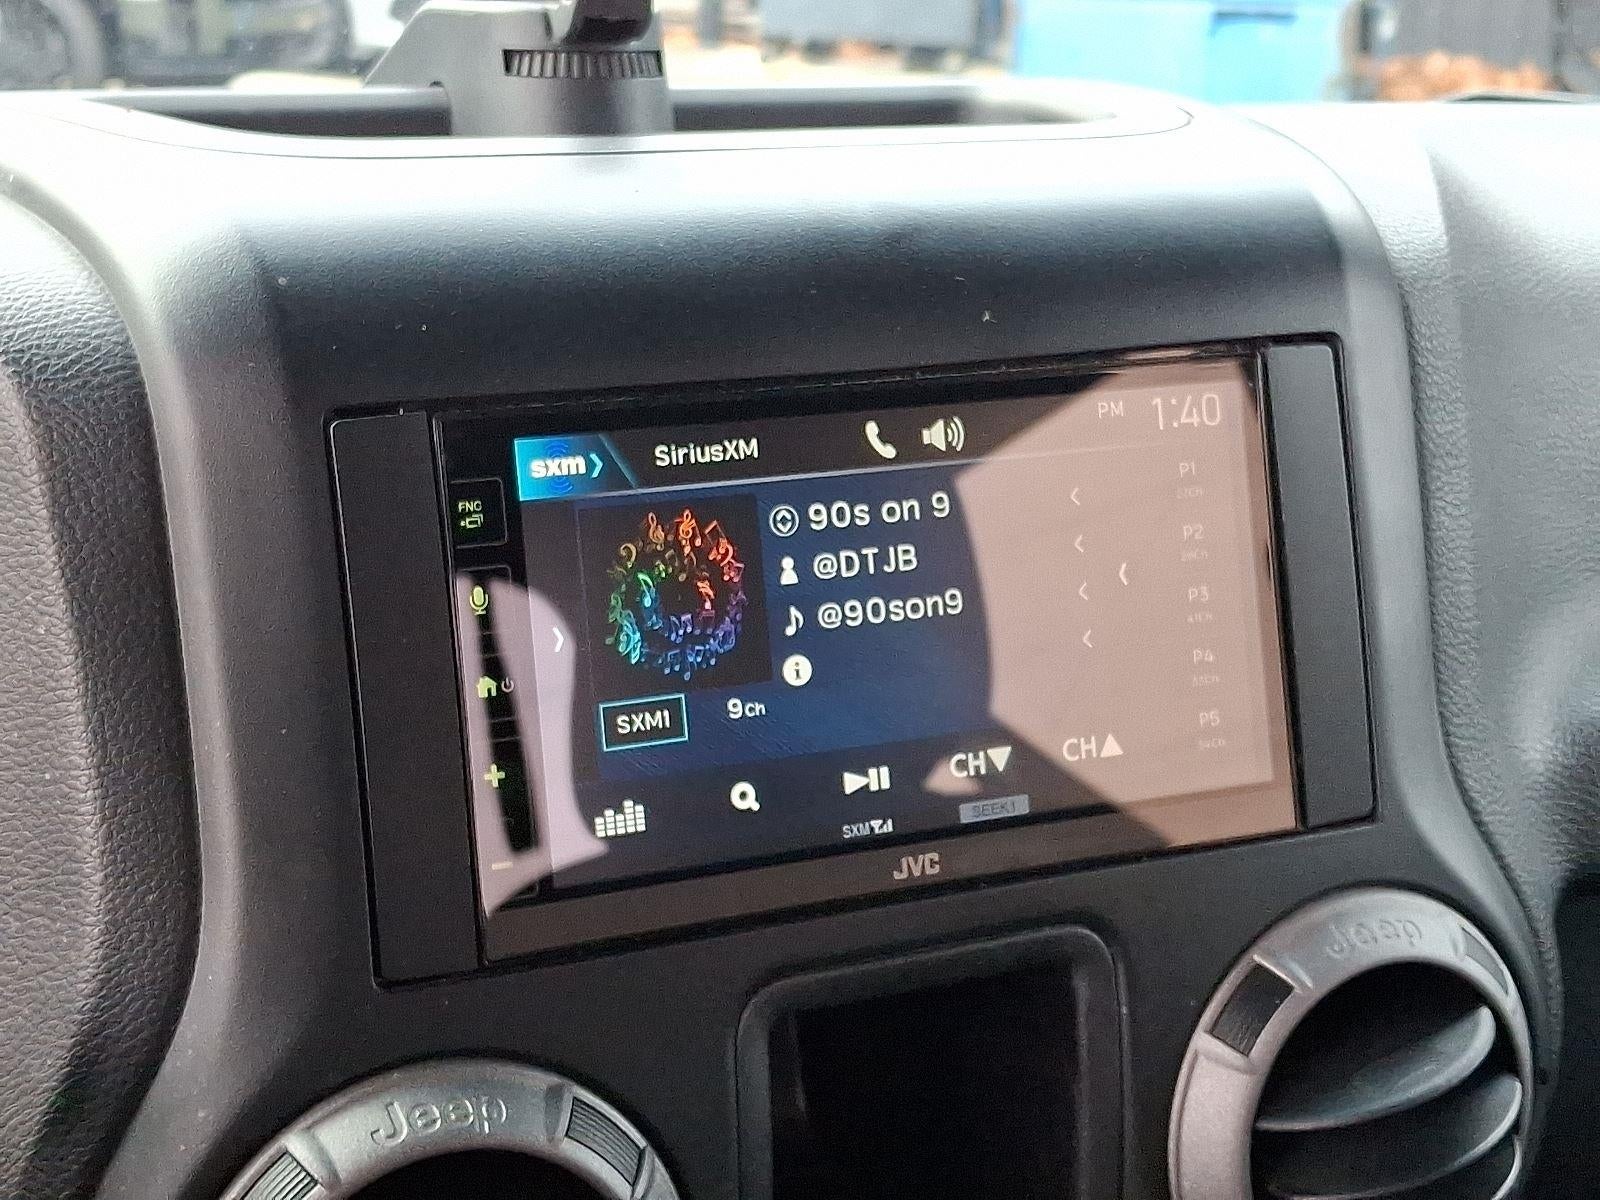 PM 1:40
sxm SiriusXM
FNC
90s on 9
@DTJB
@90son9
SXM1 9CH
P1
P2
P3
P4
P5
CH CH
SEEK1
SXM
JVC
Jeep
Jeep